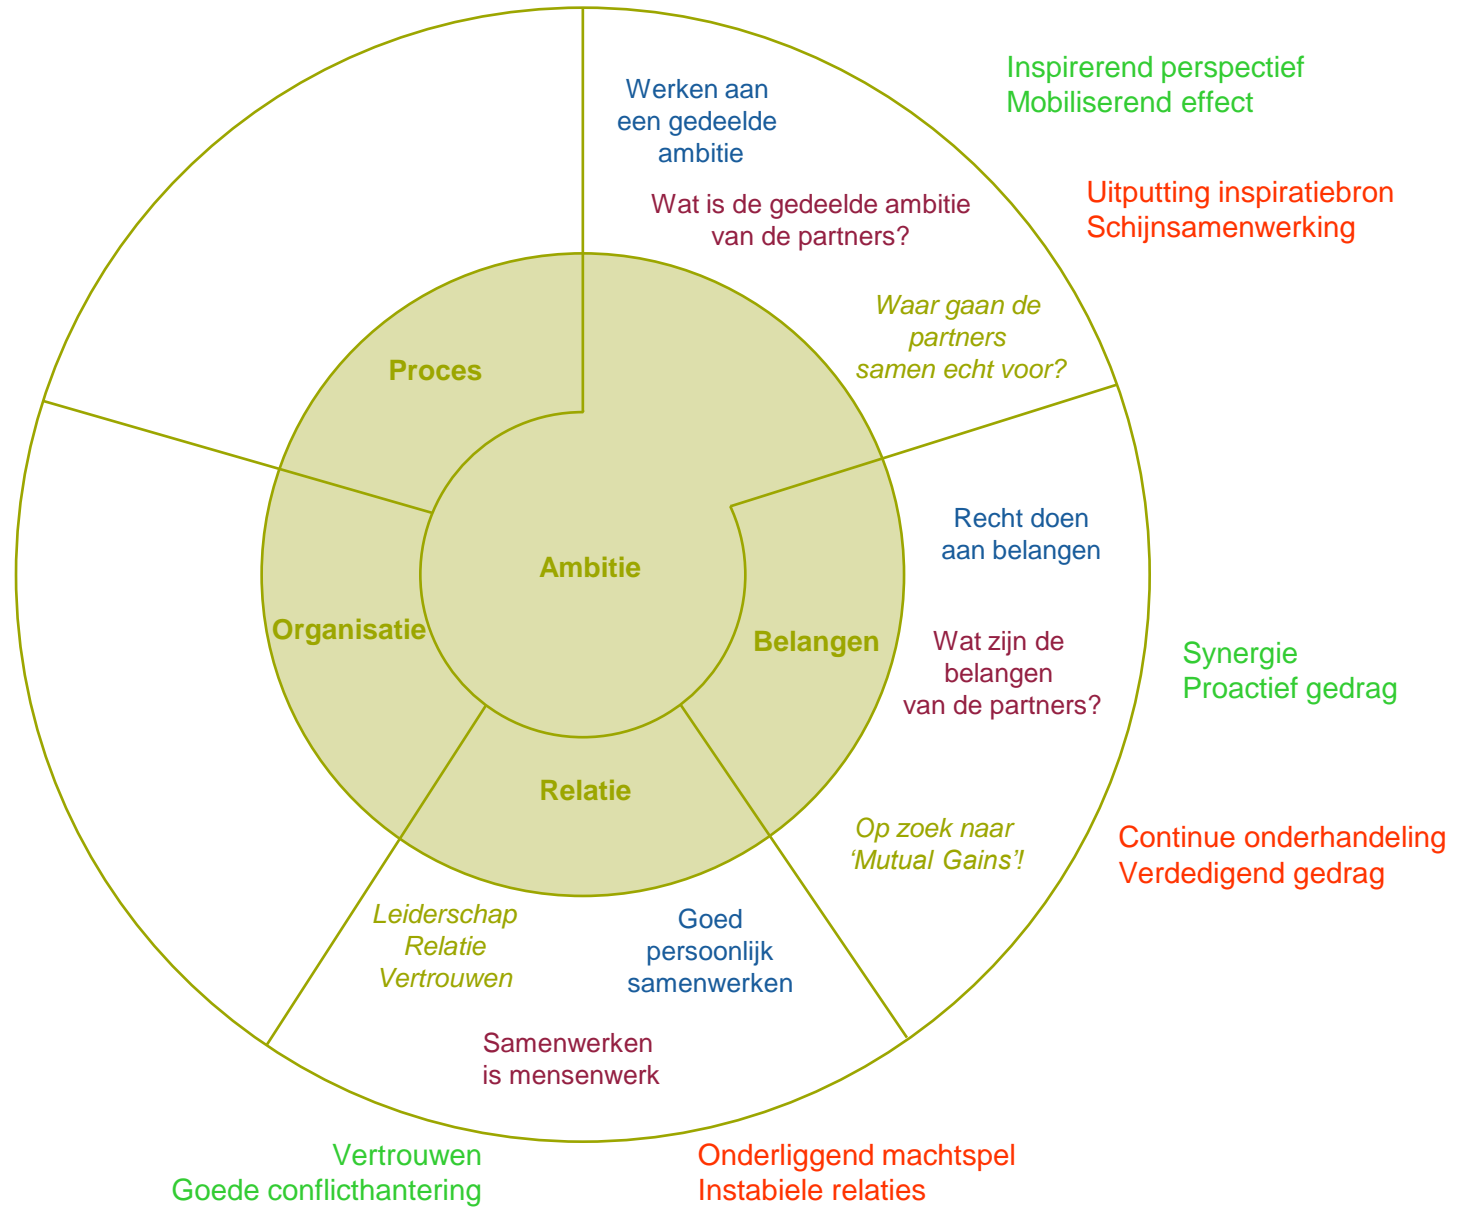 Inspirerend perspectief
Mobiliserend effect
Werken aan
een gedeelde
ambitie
Uitputting inspiratiebron
Schijnsamenwerking
Wat is de gedeelde ambitie
van de partners?
Waar gaan de
partners
samen echt voor?
Proces
Recht doen
aan belangen
Ambitie
Organisatie
Belangen
Wat zijn de
belangen
van de partners?
Synergie
Proactief gedrag
Relatie
Op zoek naar
‘Mutual Gains’!
Continue onderhandeling
Verdedigend gedrag
Leiderschap
Relatie
Vertrouwen
Goed
persoonlijk
samenwerken
Samenwerken
is mensenwerk
Vertrouwen
Goede conflicthantering
Onderliggend machtspel
Instabiele relaties